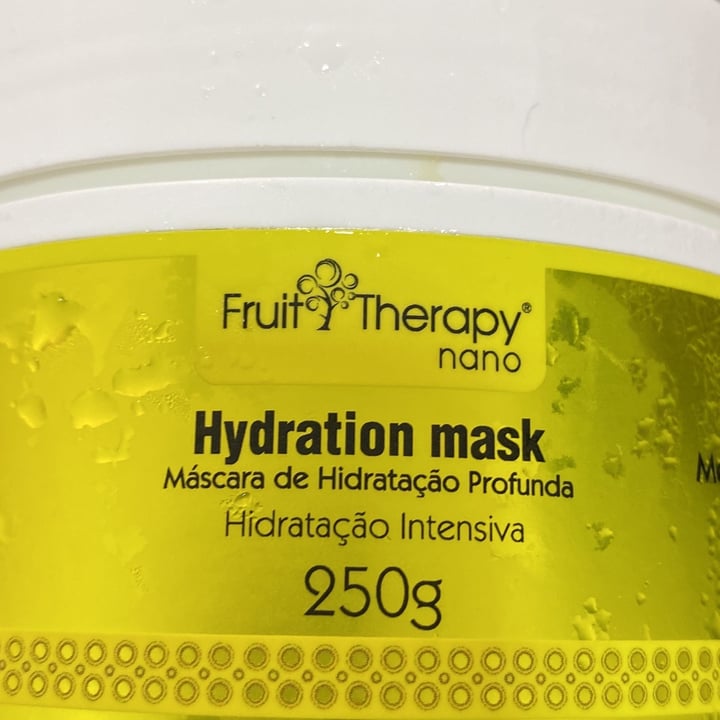 Fruit Therapy®
nano
Hydration mask
Máscara de Hidratação Profunda
Hidratação Intensiva
250g